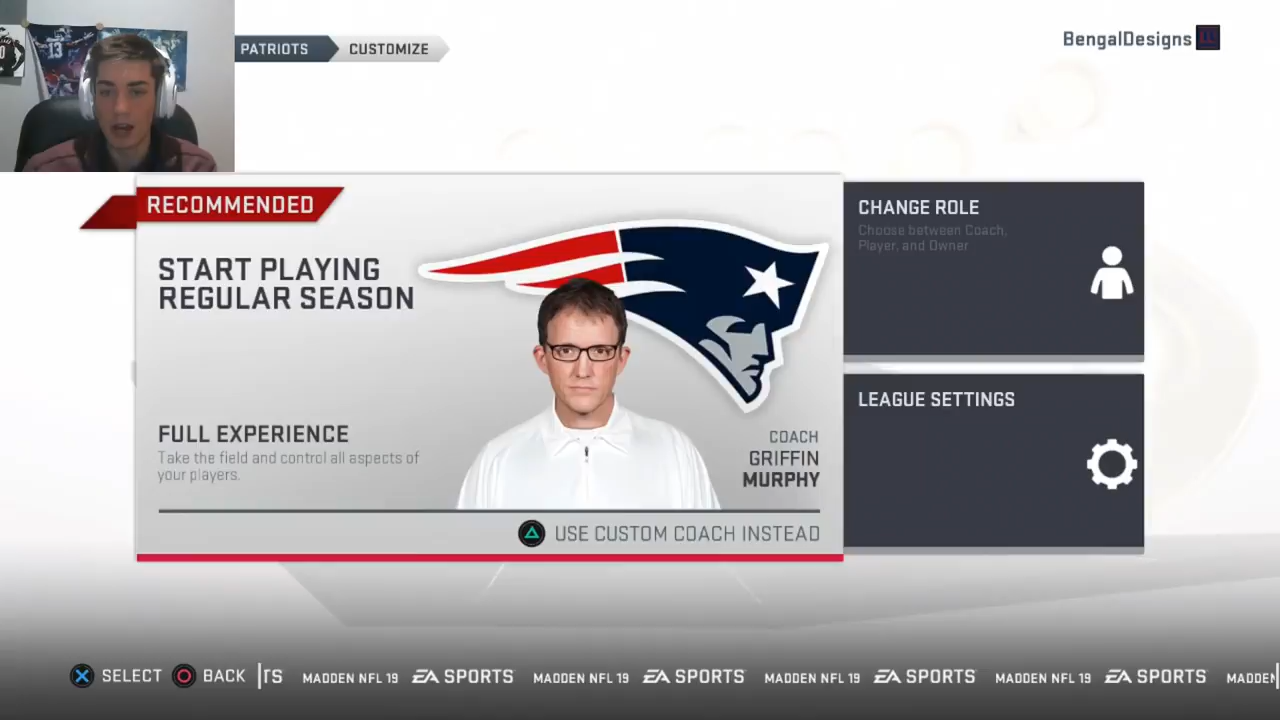 PATRIOTS
CUSTOMIZE
BengalDesigns
13
RECOMMENDED
START PLAYING
REGULAR SEASON
FULL EXPERIENCE
Take the field and control all aspects of
your players.
COACH
GRIFFIN
MURPHY
USE CUSTOM COACH INSTEAD
CHANGE ROLE
Choose between Coach,
Player, and Owner
LEAGUE SETTINGS
SELECT BACK TS MADDEN NFL 19 EA SPORTS MADDEN NFL 19 EA SPORTS MADDEN NFL 19 EA SPORTS MADDEN NFL 19 EA SPORTS MADDEN